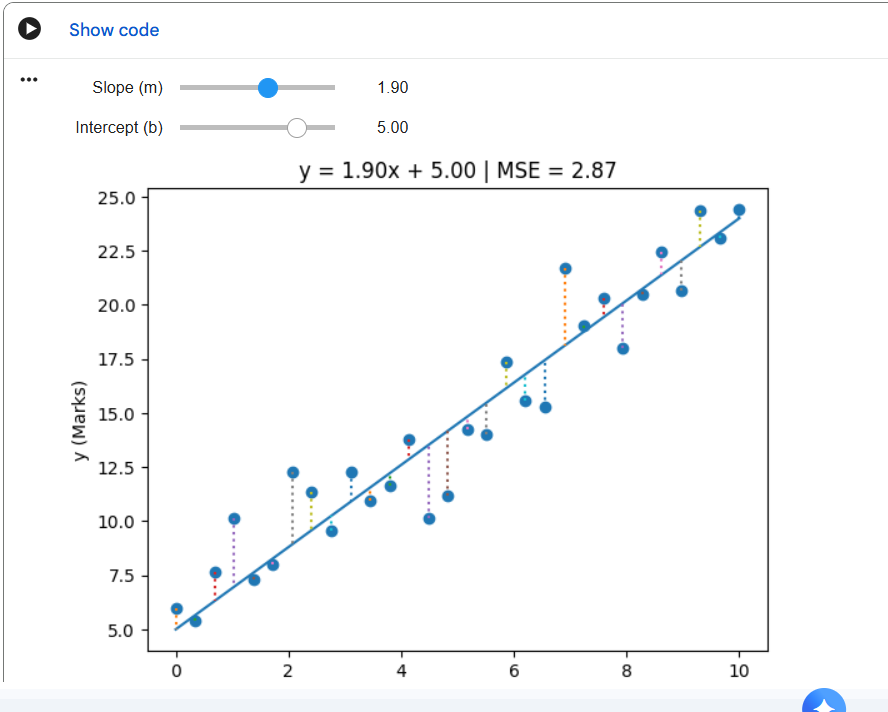 Show code
Slope (m) 1.90
Intercept (b) 5.00
y = 1.90x + 5.00 | MSE = 2.87
25.0
22.5
20.0
17.5
15.0
12.5
10.0
7.5
5.0
y (Marks)
0 2 4 6 8 10